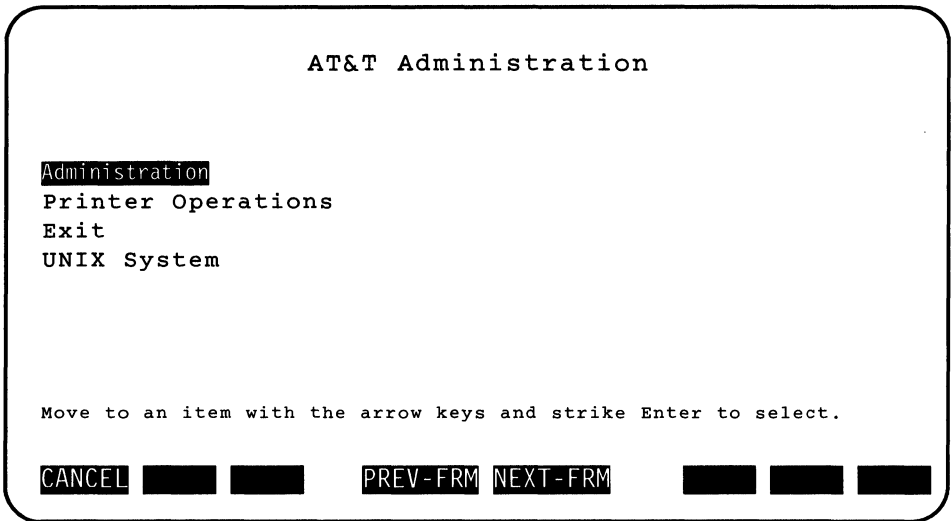 AT&T Administration
Administration
Printer Operations
Exit
UNIX System
Move to an item with the arrow keys and strike Enter to select.
CANCEL PREV-FRM NEXT-FRM